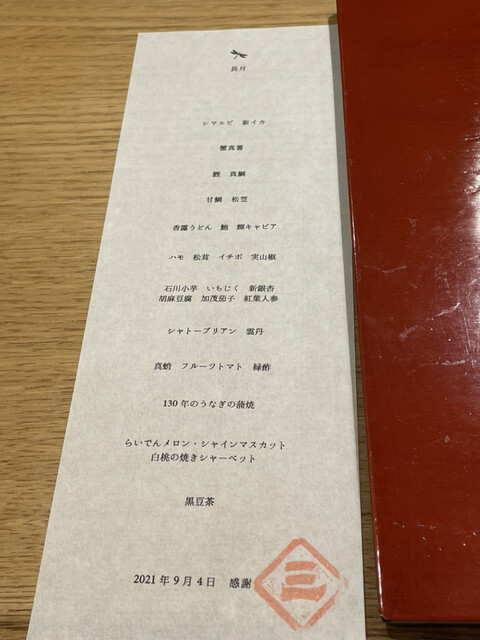 長月
シマエビ 新イカ
蟹真薯
鰹 真鯛
甘鯛 松笠
香露うどん 鮑 輝キャビア
ハモ 松茸 イチボ 実山椒
石川小芋 いちじく 新銀杏
胡麻豆腐 加茂茄子 紅葉人参
シャトーブリアン 雲丹
真蛸 フルーツトマト 緑酢
130年のうなぎの蒲焼
らいでんメロン・シャインマスカット
白桃の焼きシャーベット
黒豆茶
2021年9月4日 感謝
三